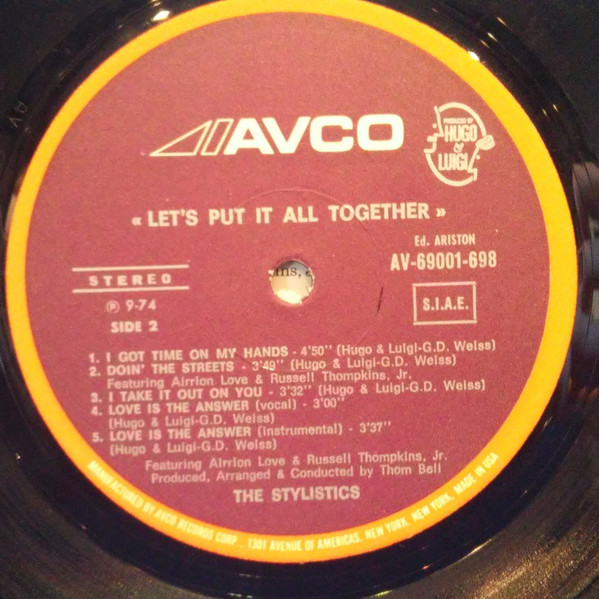 AVCO
PRODUCED BY
HUGO
&
LUIGI
« LET'S PUT IT ALL TOGETHER »
Ed. ARISTON
AV-69001-698
STEREO
S.I.A.E.
Ⓟ 9-74
SIDE 2
1. I GOT TIME ON MY HANDS - 4'50'' (Hugo & Luigi-G.D. Weiss)
2. DOIN' THE STREETS - 3'49'' (Hugo & Luigi-G.D. Weiss)
Featuring Airrion Love & Russell Thompkins, Jr.
3. I TAKE IT OUT ON YOU - 3'32'' (Hugo & Luigi-G.D. Weiss)
4. LOVE IS THE ANSWER (vocal) - 3'00''
(Hugo & Luigi-G.D. Weiss)
5. LOVE IS THE ANSWER (instrumental) - 3'37''
(Hugo & Luigi-G.D. Weiss)
Featuring Airrion Love & Russell Thompkins, Jr.
Produced, Arranged & Conducted by Thom Bell
THE STYLISTICS
MANUFACTURED BY AVCO RECORDS CORP. - 1301 AVENUE OF AMERICAS, NEW YORK, NEW YORK. MADE IN USA